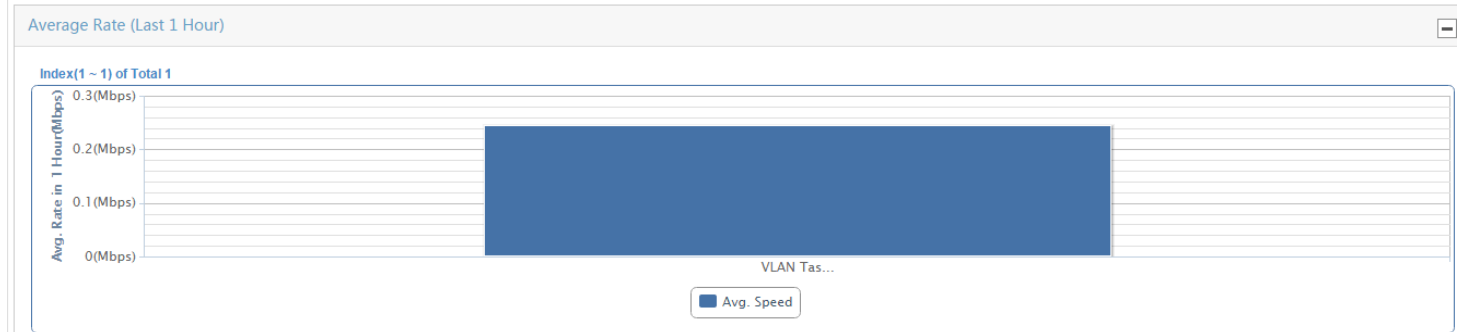 Average Rate (Last 1 Hour)
Index(1 ~ 1) of Total 1
Avg. Rate in 1 Hour(Mbps)
0.3(Mbps)
0.2(Mbps)
0.1(Mbps)
0(Mbps)
VLAN Tas...
Avg. Speed